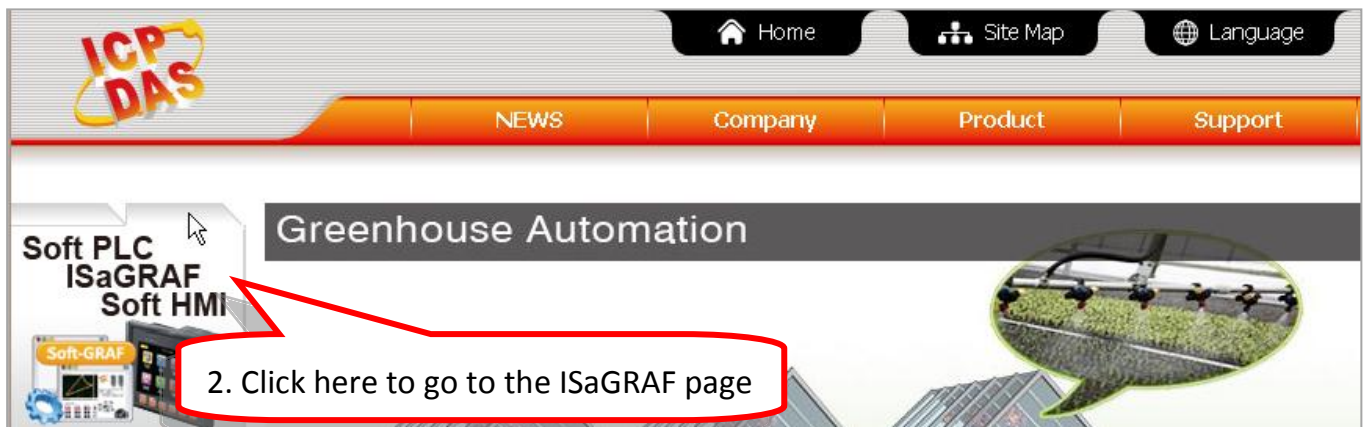 ICP
DAS
Home
Site Map
Language
NEWS
Company
Product
Support
Greenhouse Automation
Soft PLC
ISaGRAF
Soft HMI
Soft-GRAF
2. Click here to go to the ISaGRAF page